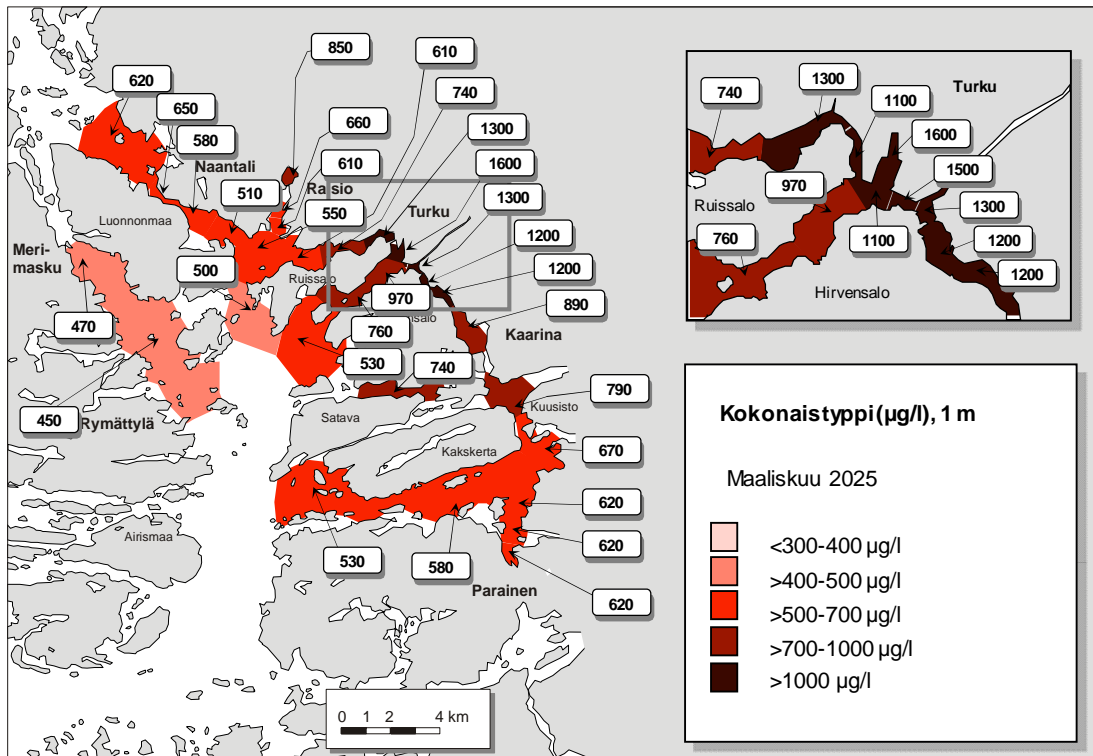 850
610
620
740
650
660
1300
580
Naantali
1600
510
610
Raisio
1300
550
Turku
Luonnonmaa
1200
Meri-
masku
500
Ruissalo
1200
970
890
470
760
salo
Kaarina
530
740
450
Rymättylä
790
Satava
Kuusisto
Kakskerta
670
620
Airismaa
530
580
620
Parainen
620
0 1 2 4 km
1300
Turku
740
1100
1600
970
1500
Ruissalo
1300
760
1100
1200
1200
Hirvensalo
Kokonaistyppi (µg/l), 1 m
Maaliskuu 2025
<300-400 µg/l
>400-500 µg/l
>500-700 µg/l
>700-1000 µg/l
>1000 µg/l